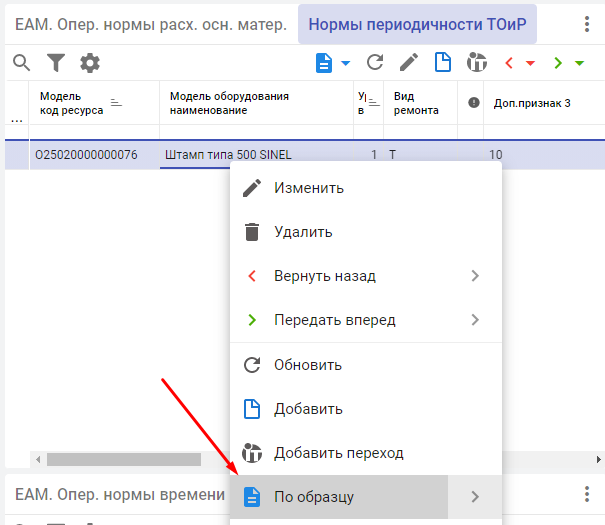 ЕАМ. Опер. нормы расх. осн. матер.
Нормы периодичности ТОиР
...
Модель
код ресурса
Модель оборудования
наименование
в
Вид
ремонта
Доп.признак 3
О25020000000076
Штамп типа 500 SINEL
1
Т
10
Изменить
Удалить
Вернуть назад
Передать вперед
Обновить
Добавить
Добавить переход
По образцу
ЕАМ. Опер. нормы времени